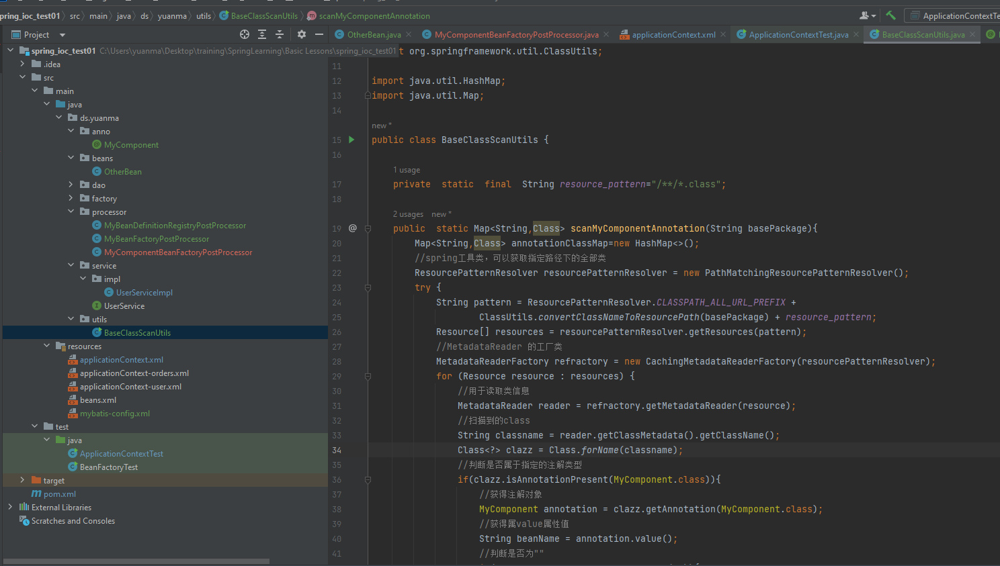 pring_ioc_test01 src main java ds yuanma utils BaseClassScanUtils scanMyComponentAnnotation ApplicationContextTe
Project OtherBean.java MyComponentBeanFactoryPostProcessor.java applicationContext.xml ApplicationContextTest.java BaseClassScanUtils.java
spring_ioc_test01 C:\Users\yuanma\Desktop\training\SpringLearning\Basic Lessons\spring_ioc_test01
.idea
src
main
java
ds.yuanma
anno
MyComponent
beans
OtherBean
dao
factory
processor
MyBeanDefinitionRegistryPostProcessor
MyBeanFactoryPostProcessor
MyComponentBeanFactoryPostProcessor
service
impl
UserServiceImpl
UserService
utils
BaseClassScanUtils
resources
applicationContext.xml
applicationContext-orders.xml
applicationContext-user.xml
beans.xml
mybatis-config.xml
test
java
ApplicationContextTest
BeanFactoryTest
target
pom.xml
External Libraries
Scratches and Consoles
t org.springframework.util.ClassUtils;
11
12 import java.util.HashMap;
13 import java.util.Map;
14
new *
15 public class BaseClassScanUtils {
16
1 usage
17 private static final String resource_pattern="/**/*.class";
18
2 usages new *
19 @ public static Map<String,Class> scanMyComponentAnnotation(String basePackage){
20 Map<String,Class> annotationClassMap=new HashMap<>();
21 //spring工具类，可以获取指定路径下的全部类
22 ResourcePatternResolver resourcePatternResolver = new PathMatchingResourcePatternResolver();
23 try {
24 String pattern = ResourcePatternResolver.CLASSPATH_ALL_URL_PREFIX +
25 ClassUtils.convertClassNameToResourcePath(basePackage) + resource_pattern;
26 Resource[] resources = resourcePatternResolver.getResources(pattern);
27 //MetadataReader 的工厂类
28 MetadataReaderFactory refractory = new CachingMetadataReaderFactory(resourcePatternResolver);
29 for (Resource resource : resources) {
30 //用于读取类信息
31 MetadataReader reader = refractory.getMetadataReader(resource);
32 //扫描到的class
33 String classname = reader.getClassMetadata().getClassName();
34 Class<?> clazz = Class.forName(classname);
35 //判断是否属于指定的注解类型
36 if(clazz.isAnnotationPresent(MyComponent.class)){
37 //获得注解对象
38 MyComponent annotation = clazz.getAnnotation(MyComponent.class);
39 //获得属value属性值
40 String beanName = annotation.value();
41 //判断是否为""